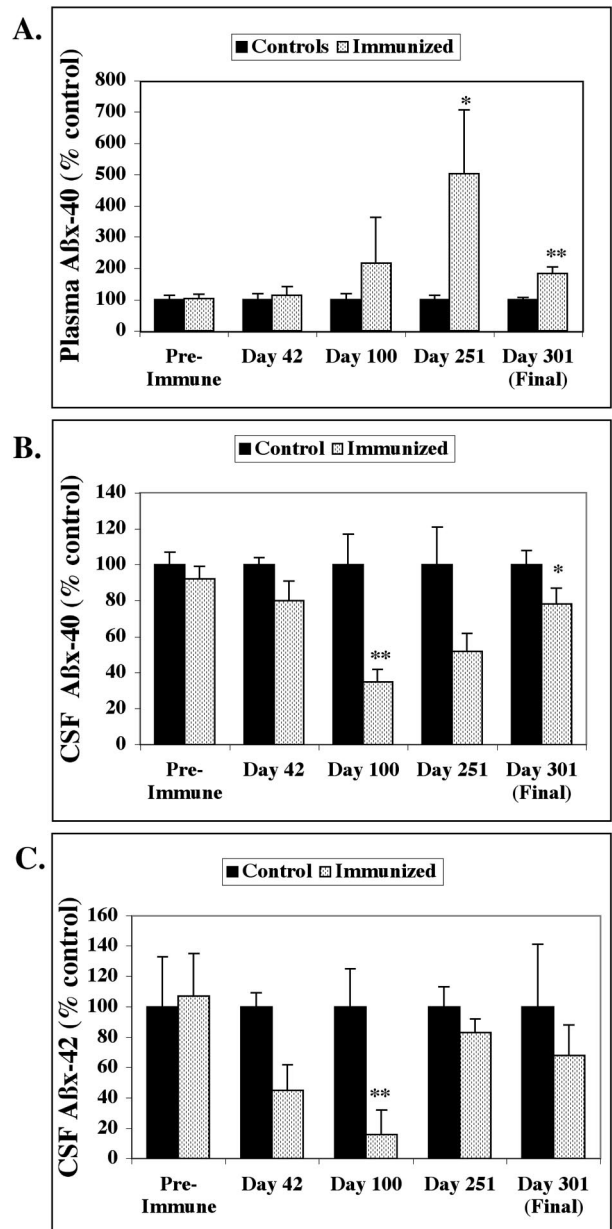 A.
Controls Immunized
Plasma Aßx-40 (% control)
800
700
600
500
400
300
200
100
0
*
**
Pre-Immune Day 42 Day 100 Day 251 Day 301 (Final)
B.
Control Immunized
CSF Aßx-40 (% control)
140
120
100
80
60
40
20
0
**
*
Pre-Immune Day 42 Day 100 Day 251 Day 301 (Final)
C.
Control Immunized
CSF Aßx-42 (% control)
160
140
120
100
80
60
40
20
0
**
Pre-Immune Day 42 Day 100 Day 251 Day 301 (Final)